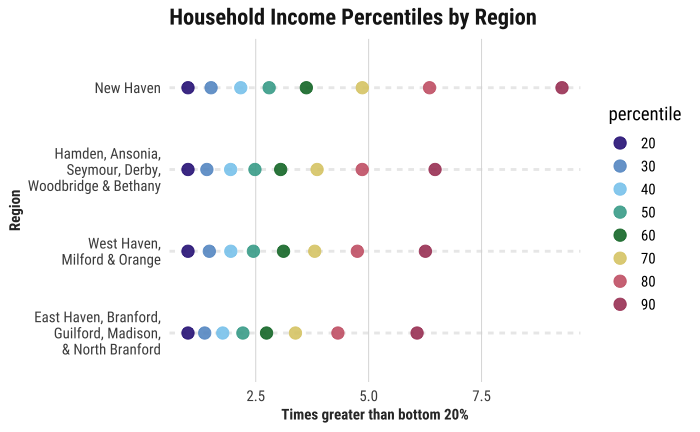 Household Income Percentiles by Region
New Haven
Hamden, Ansonia,
Seymour, Derby,
Woodbridge & Bethany
West Haven,
Milford & Orange
East Haven, Branford,
Guilford, Madison,
& North Branford
Region
2.5 5.0 7.5
Times greater than bottom 20%
percentile
20
30
40
50
60
70
80
90